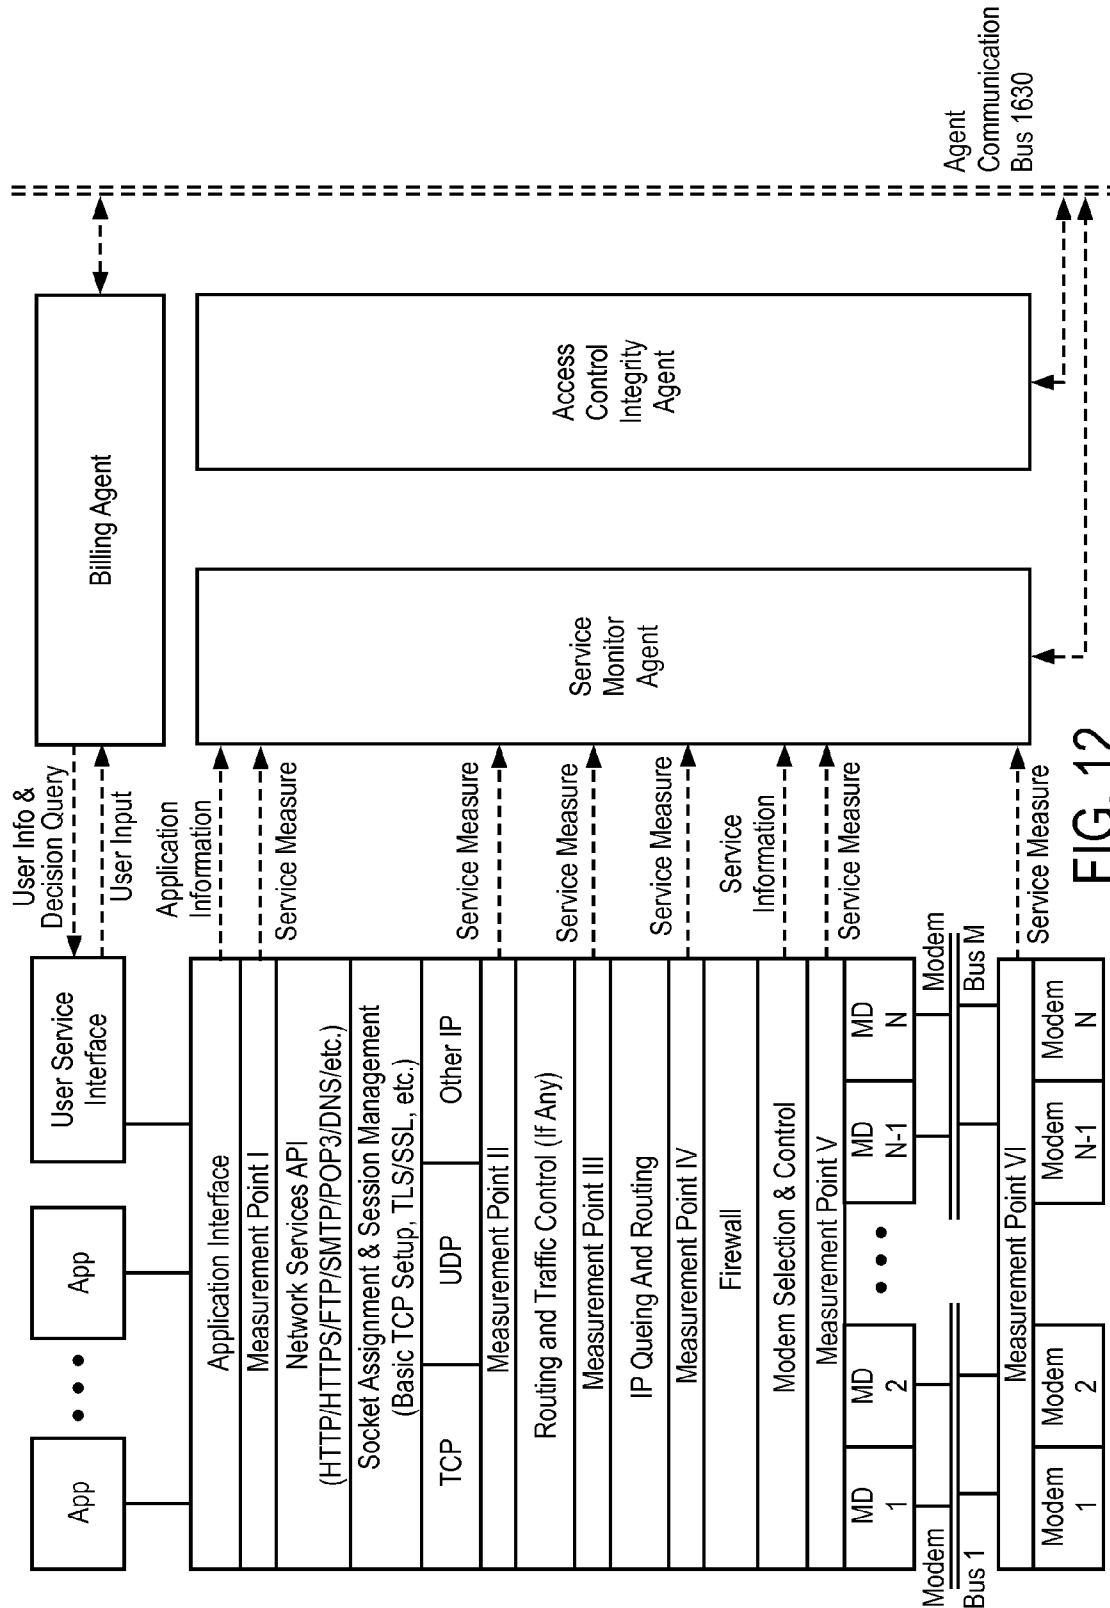 App
App
User Service
Interface
User Info &
Decision Query
User Input
Billing Agent
Application Interface
Application
Information
Measurement Point I
Service Measure
Network Services API
(HTTP/HTTPS/FTP/SMTP/POP3/DNS/etc.)
Socket Assignment & Session Management
(Basic TCP Setup, TLS/SSL, etc.)
TCP
UDP
Other IP
Measurement Point II
Service Measure
Routing and Traffic Control (If Any)
Measurement Point III
Service Measure
IP Queing And Routing
Measurement Point IV
Service Measure
Firewall
Modem Selection & Control
Service
Information
Measurement Point V
Service Measure
MD
1
MD
2
MD
N-1
MD
N
Modem
Bus 1
Modem
Bus M
Measurement Point VI
Service Measure
Modem
1
Modem
2
Modem
N-1
Modem
N
Service
Monitor
Agent
Access
Control
Integrity
Agent
Agent
Communication
Bus 1630
FIG. 12